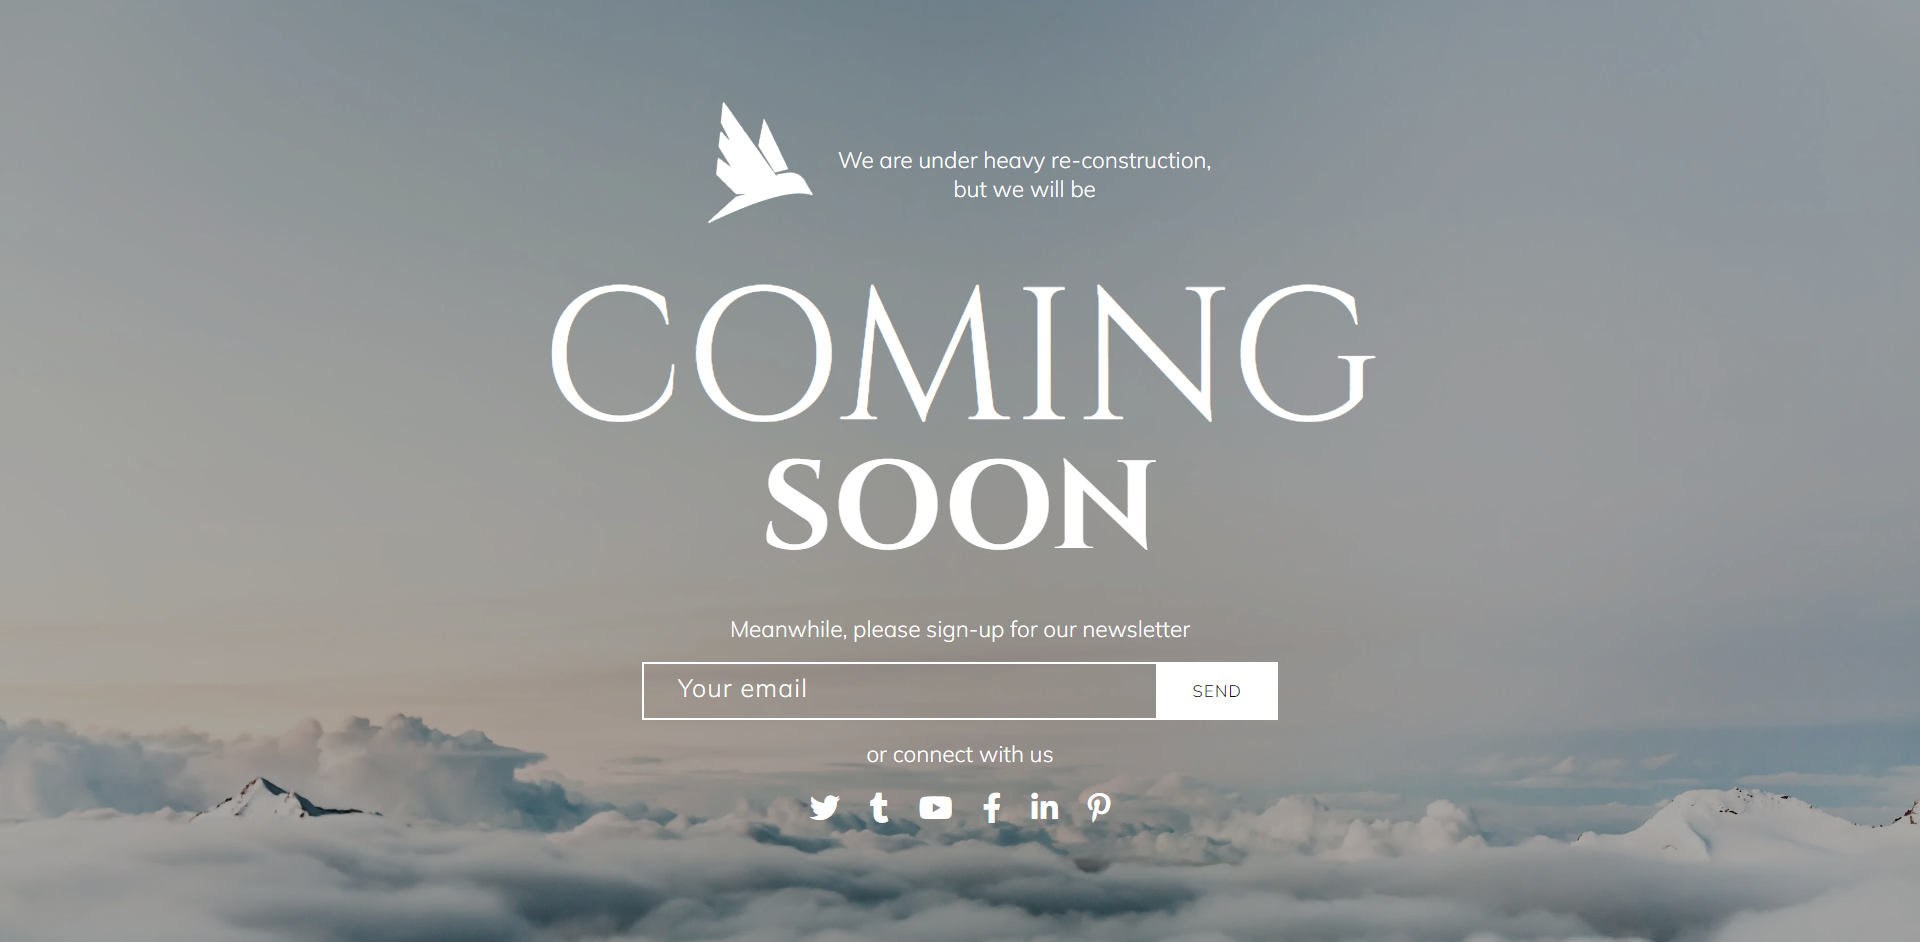 We are under heavy re-construction,
but we will be
COMING
SOON
Meanwhile, please sign-up for our newsletter
Your email
SEND
or connect with us